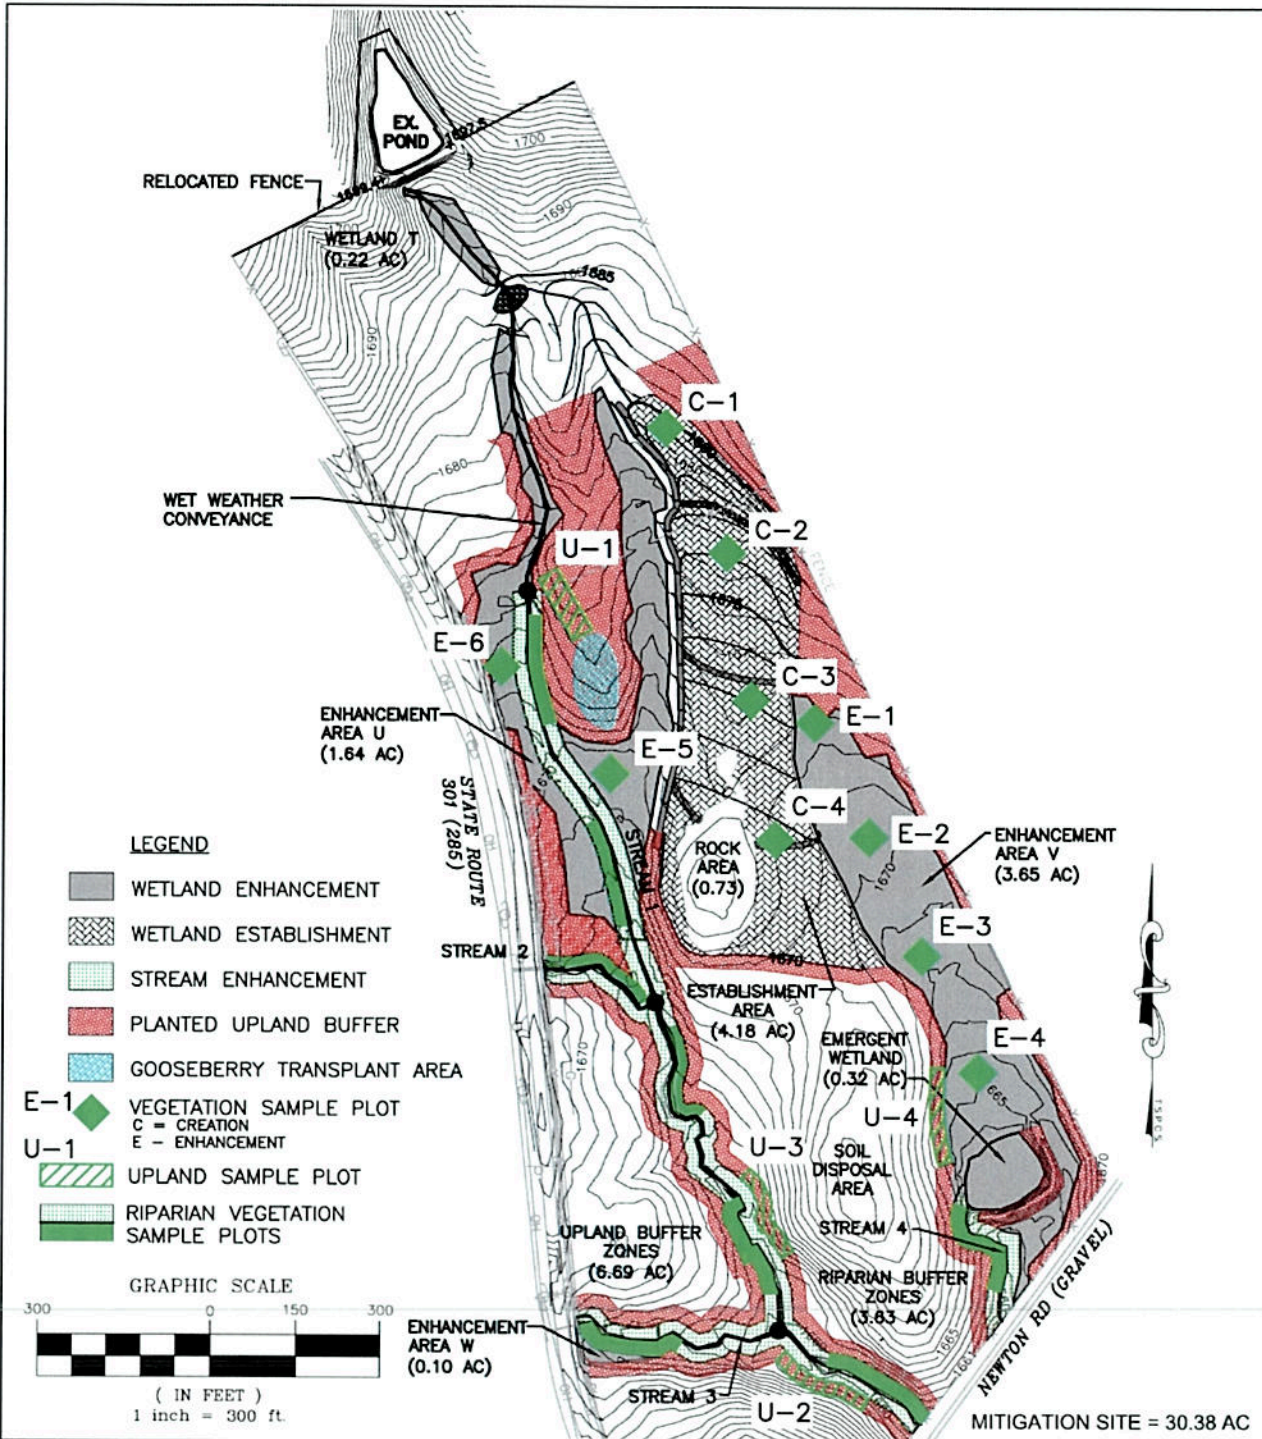 EX.
POND
1697.5
1700
RELOCATED FENCE
1690
WETLAND T
(0.22 AC)
1685
1690
C-1
1680
WET WEATHER
CONVEYANCE
C-2
U-1
FENCE
E-6
C-3
E-1
ENHANCEMENT
AREA U
(1.64 AC)
E-5
STATE ROUTE
301 (285)
C-4
E-2
ENHANCEMENT
AREA V
(3.65 AC)
ROCK
AREA
(0.73)
1670
STREAM 1
LEGEND
WETLAND ENHANCEMENT
WETLAND ESTABLISHMENT
STREAM ENHANCEMENT
PLANTED UPLAND BUFFER
GOOSEBERRY TRANSPLANT AREA
E-1
VEGETATION SAMPLE PLOT
C = CREATION
E - ENHANCEMENT
U-1
UPLAND SAMPLE PLOT
RIPARIAN VEGETATION
SAMPLE PLOTS
STREAM 2
E-3
1670
ESTABLISHMENT
AREA
(4.18 AC)
1670
1670
EMERGENT
WETLAND
(0.32 AC)
E-4
665
U-4
U-3
SOIL
DISPOSAL
AREA
1670
STREAM 4
UPLAND BUFFER
ZONES
(6.69 AC)
RIPARIAN BUFFER
ZONES
(3.83 AC)
NEWTON RD (GRAVEL)
1665
1661
TSPCS
GRAPHIC SCALE
300 0 150 300
( IN FEET )
1 inch = 300 ft.
ENHANCEMENT
AREA W
(0.10 AC)
STREAM 3
U-2
MITIGATION SITE = 30.38 AC